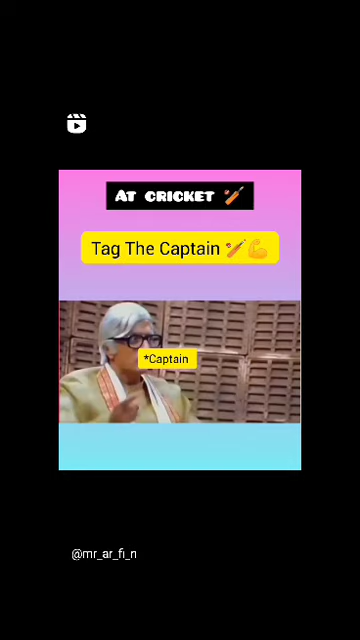 At cricket 🏏
Tag The Captain 🏏💪
*Captain
@mr_ar_fi_n